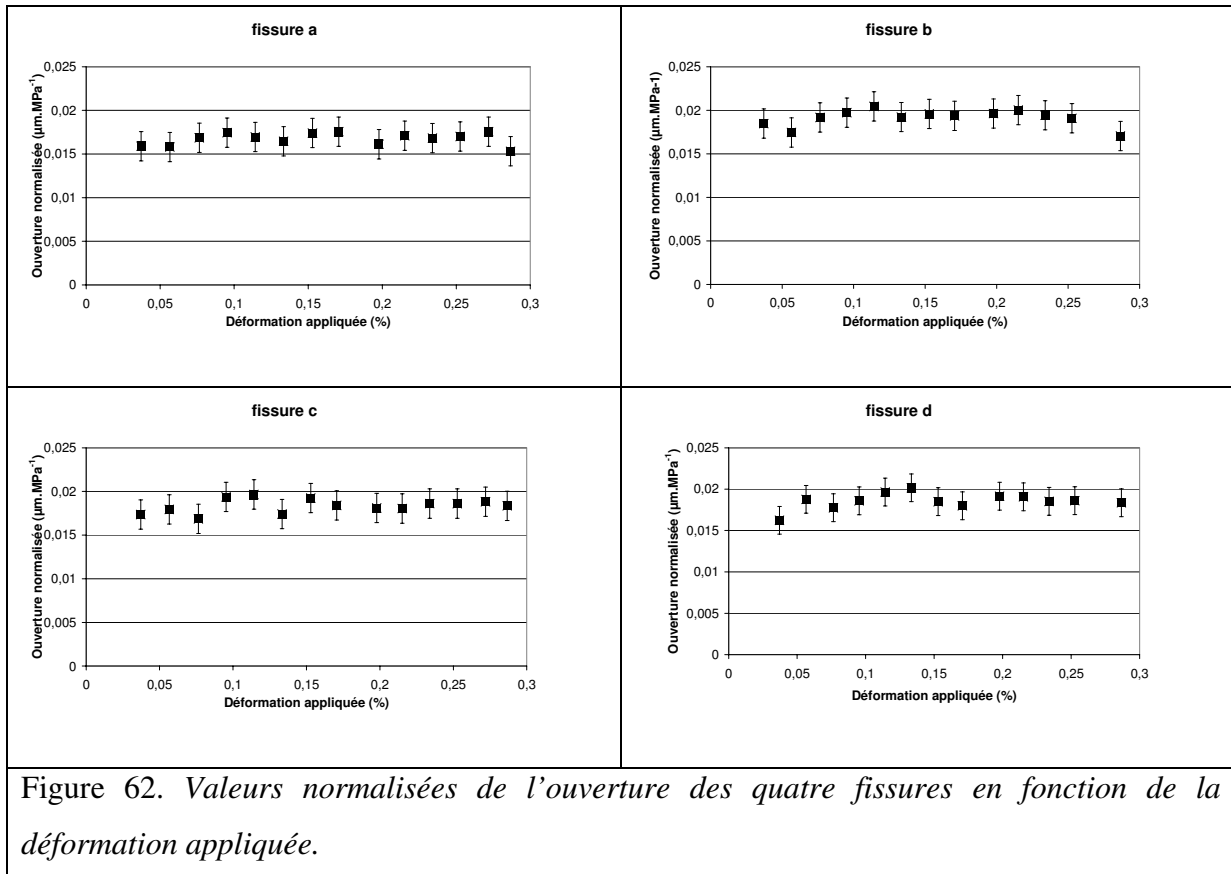 fissure a
0,025
0,02
0,015
0,01
0,005
0
0 0,05 0,1 0,15 0,2 0,25 0,3
Ouverture normalisée (µm.MPa⁻¹)
Déformation appliquée (%)
fissure b
0,025
0,02
0,015
0,01
0,005
0
0 0,05 0,1 0,15 0,2 0,25 0,3
Ouverture normalisée (µm.MPa-1)
Déformation appliquée (%)
fissure c
0,025
0,02
0,015
0,01
0,005
0
0 0,05 0,1 0,15 0,2 0,25 0,3
Ouverture normalisée (µm.MPa⁻¹)
Déformation appliquée (%)
fissure d
0,025
0,02
0,015
0,01
0,005
0
0 0,05 0,1 0,15 0,2 0,25 0,3
Ouverture normalisée (µm.MPa⁻¹)
Déformation appliquée (%)
Figure 62. Valeurs normalisées de l’ouverture des quatre fissures en fonction de la
déformation appliquée.